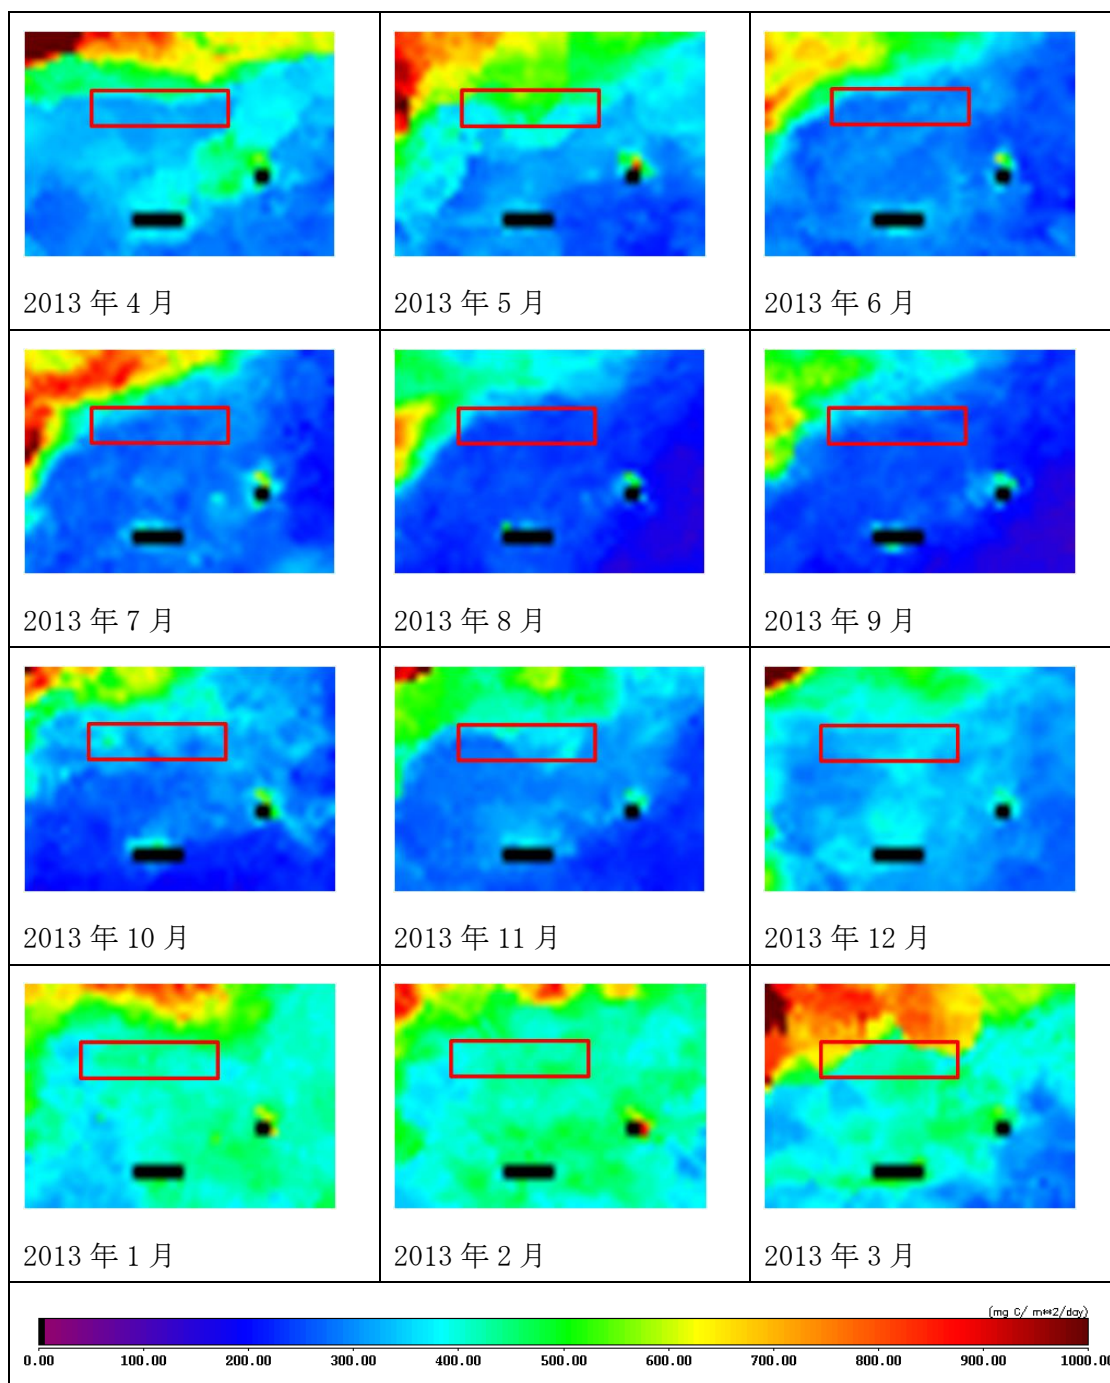 2013 年 4 月
2013 年 5 月
2013 年 6 月
2013 年 7 月
2013 年 8 月
2013 年 9 月
2013 年 10 月
2013 年 11 月
2013 年 12 月
2013 年 1 月
2013 年 2 月
2013 年 3 月
(mg C/ m**2/day)
0.00 100.00 200.00 300.00 400.00 500.00 600.00 700.00 800.00 900.00 1000.00